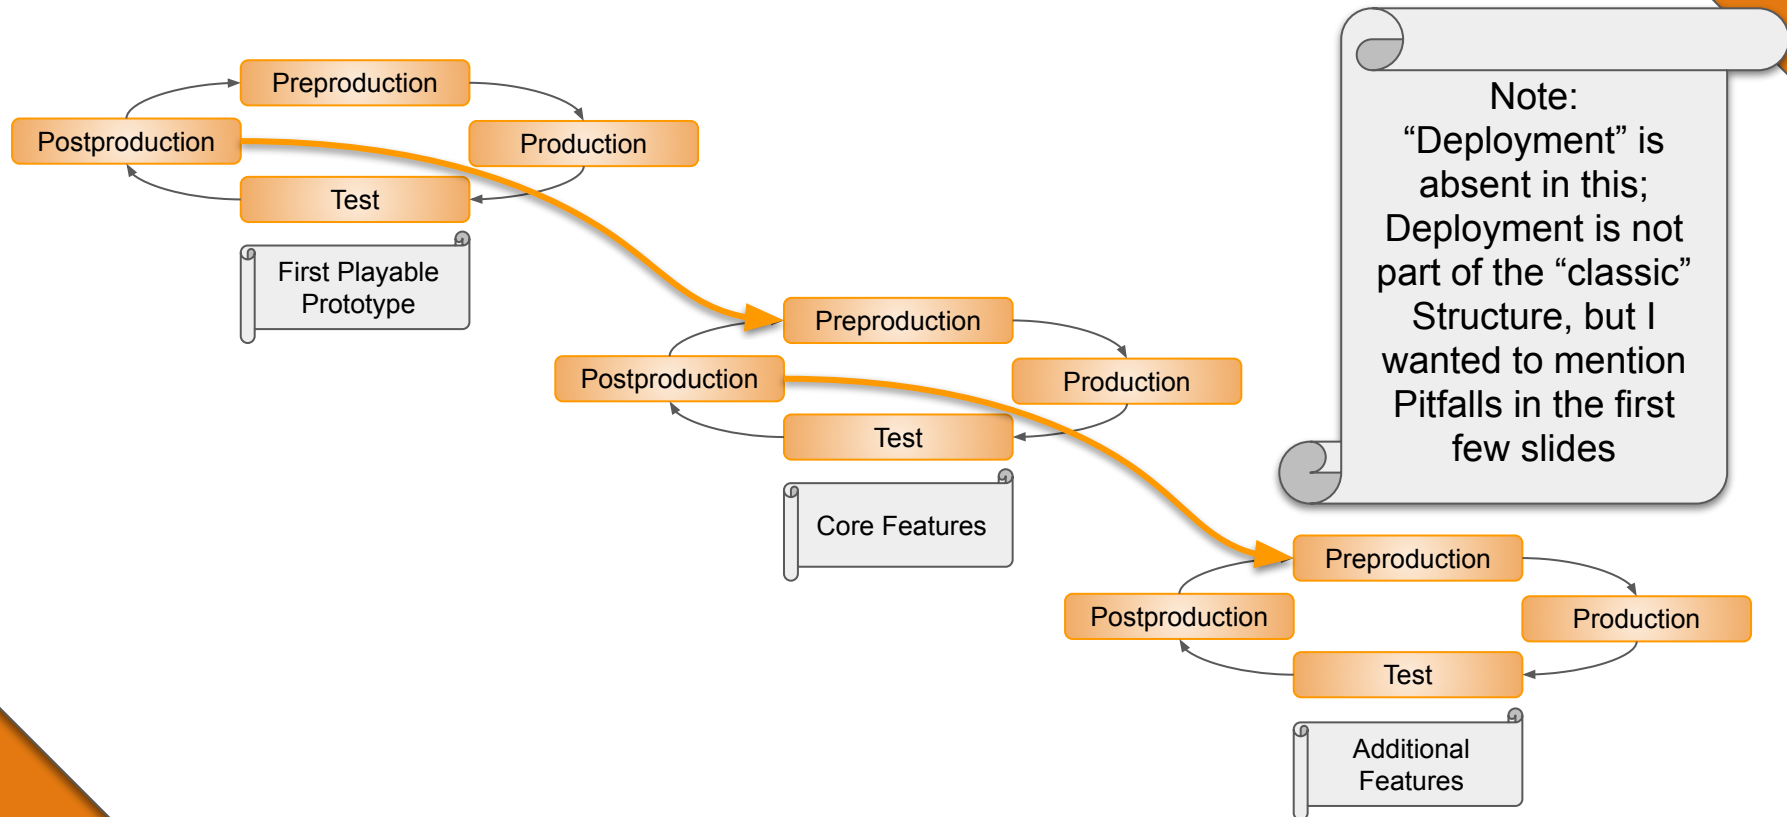 Preproduction
Postproduction
Production
Test
First Playable
Prototype
Preproduction
Postproduction
Production
Test
Core Features
Preproduction
Postproduction
Production
Test
Additional
Features
Note:
“Deployment” is
absent in this;
Deployment is not
part of the “classic”
Structure, but I
wanted to mention
Pitfalls in the first
few slides